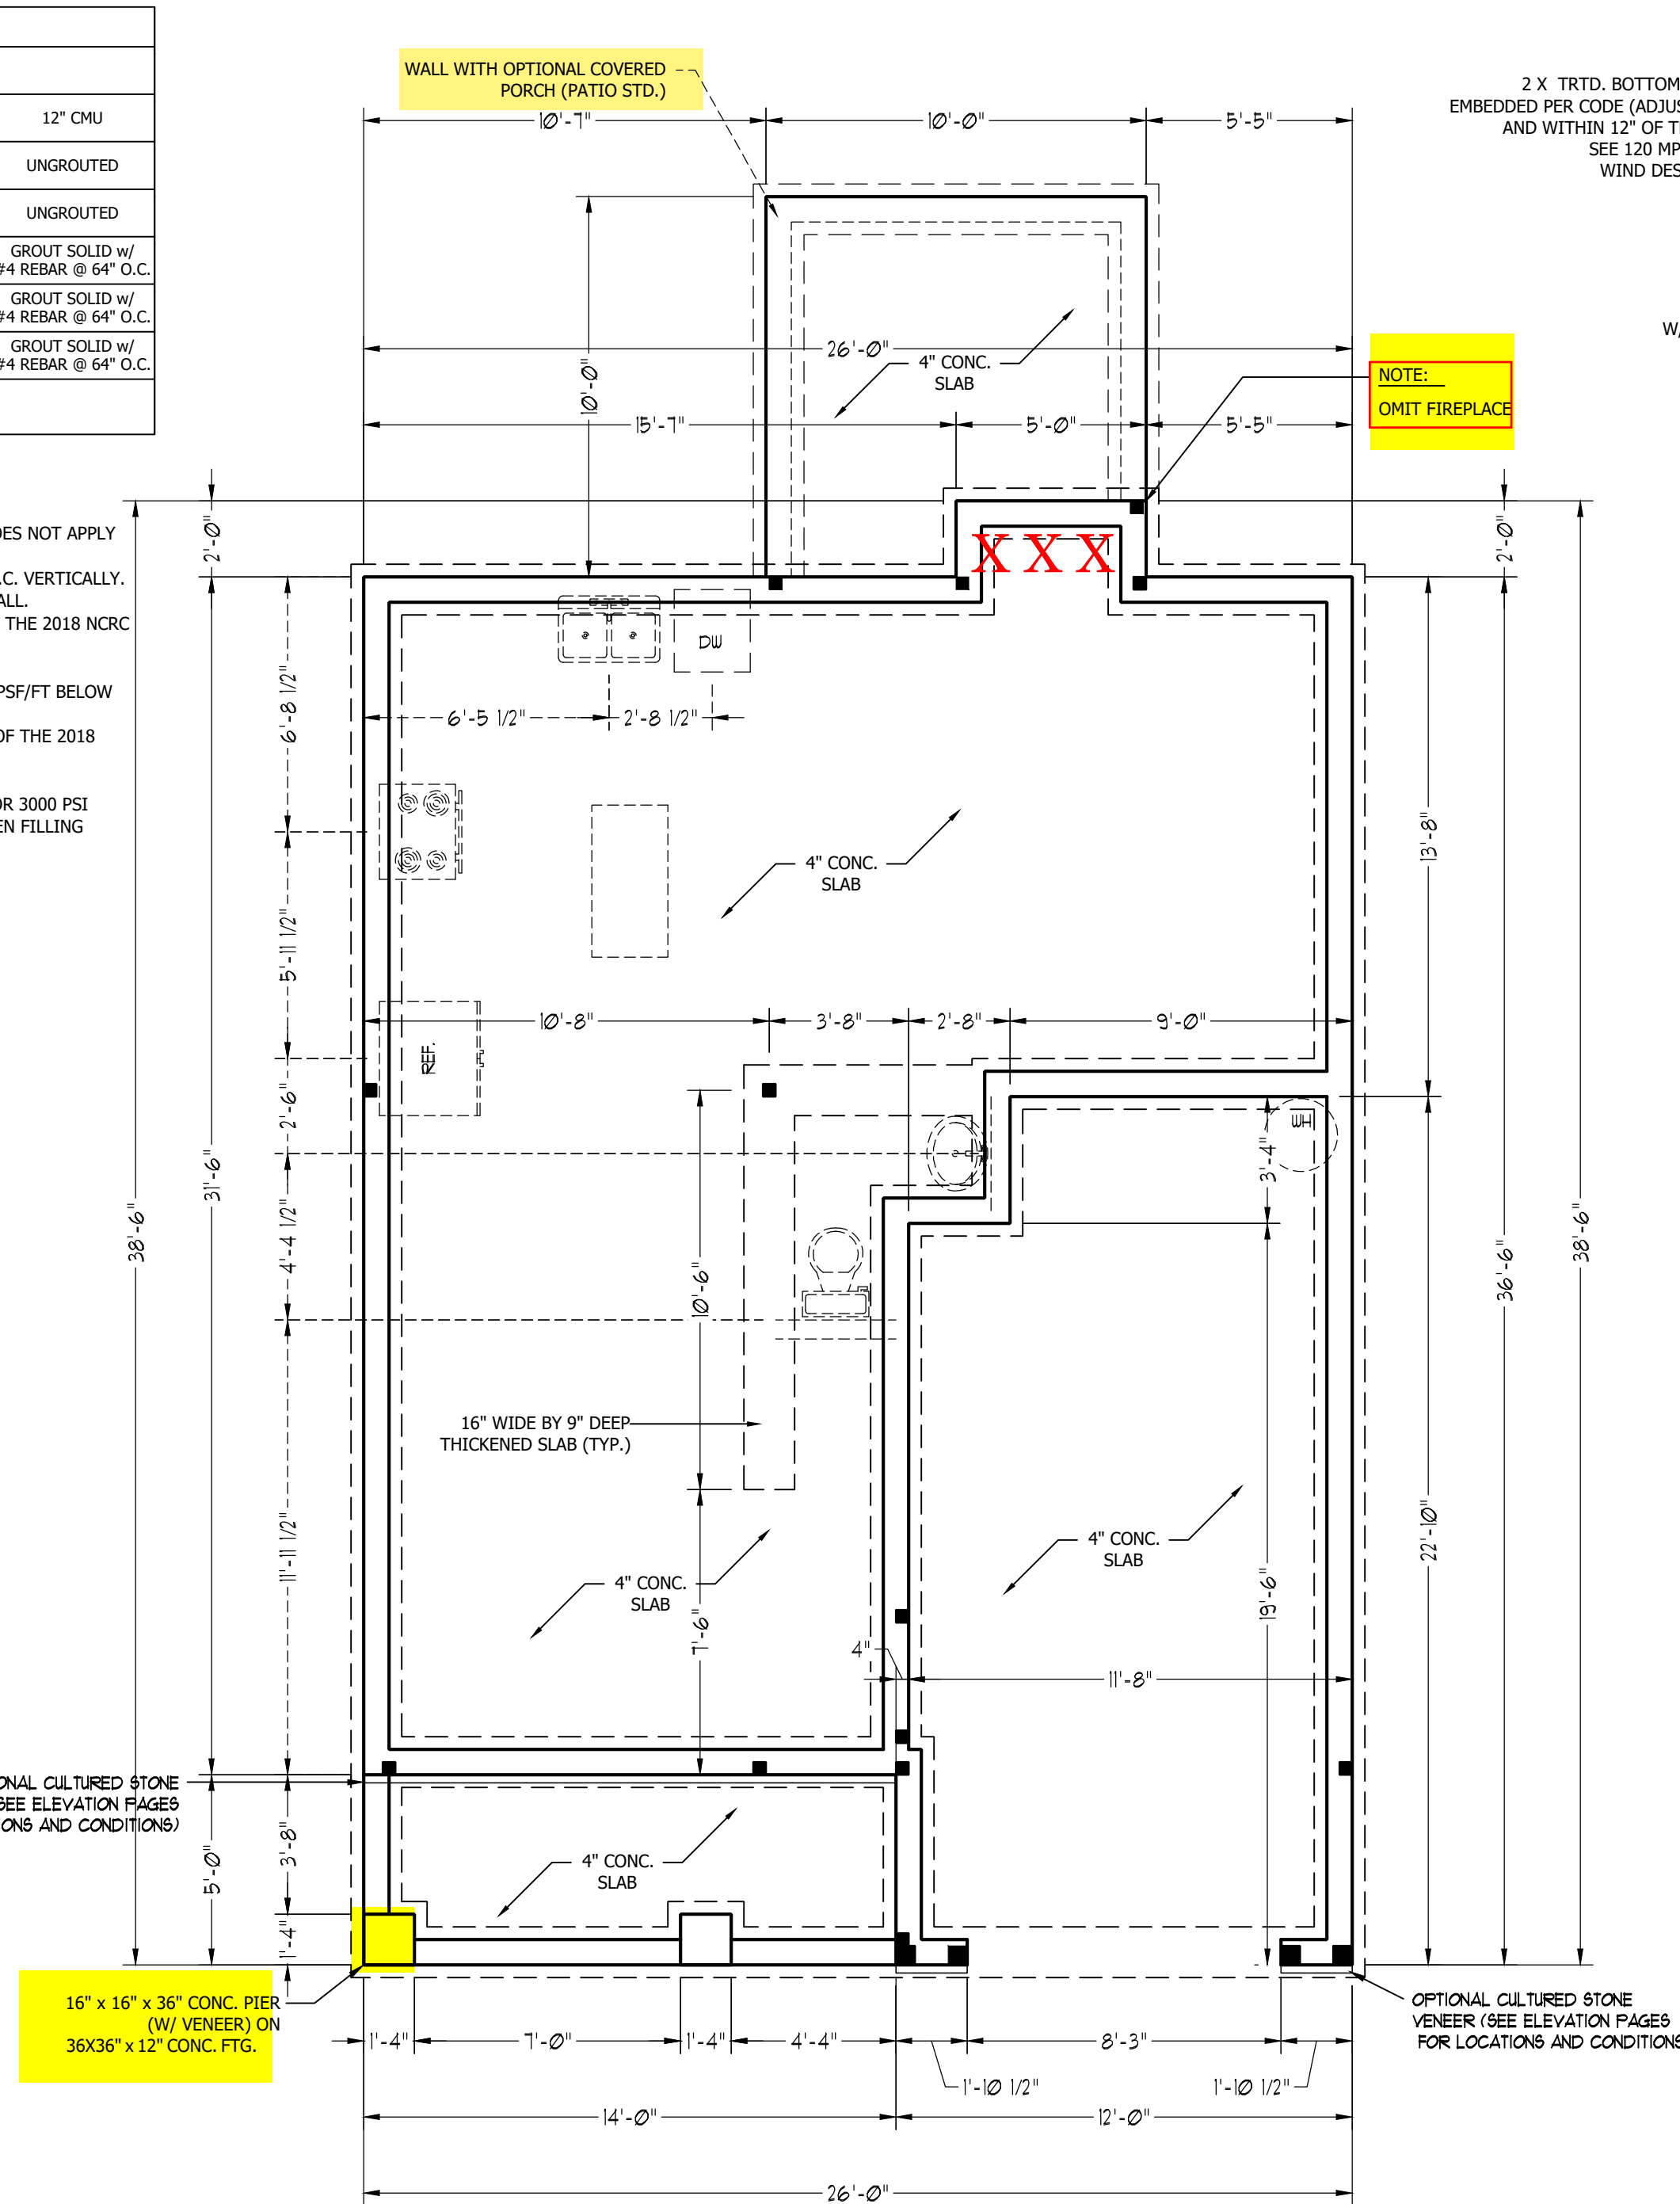 12" CMU
UNGROUTED
UNGROUTED
GROUT SOLID w/
#4 REBAR @ 64" O.C.
GROUT SOLID w/
#4 REBAR @ 64" O.C.
GROUT SOLID w/
#4 REBAR @ 64" O.C.
WALL WITH OPTIONAL COVERED
PORCH (PATIO STD.)
2 X TRTD. BOTTOM
EMBEDDED PER CODE
AND WITHIN 12" OF
SEE 120
WIND
10'-7" 10'-0" 5'-5"
26'-0"
10'-0"
4" CONC.
SLAB
15'-7" 5'-0" 5'-5"
NOTE:
OMIT FIREPLACE
DOES NOT APPLY
O.C. VERTICALLY.
THE 2018 NCRC
PSF/FT BELOW
OF THE 2018
OR 3000 PSI
FILLING
2'-0"
2'-0"
X X X
DW
6'-5 1/2" 2'-8 1/2"
6'-8 1/2"
4" CONC.
SLAB
13'-8"
5'-11 1/2"
10'-8" 3'-8" 2'-8" 9'-0"
REF.
2'-6"
WH
3'-4"
31'-6"
38'-6"
4'-4 1/2"
10'-6"
36'-6"
38'-6"
16" WIDE BY 9" DEEP
THICKENED SLAB (TYP.)
11'-11 1/2"
22'-10"
4" CONC.
SLAB
4" CONC.
SLAB
19'-6"
7'-6"
4"
11'-8"
CULTURED STONE
SEE ELEVATION PAGES
AND CONDITIONS)
5'-0"
3'-8"
4" CONC.
SLAB
1'-4"
16" x 16" x 36" CONC. PIER
(W/ VENEER) ON
36X36" x 12" CONC. FTG.
OPTIONAL CULTURED STONE
VENEER (SEE ELEVATION PAGES
FOR LOCATIONS AND CONDITIONS
1'-4" 7'-0" 1'-4" 4'-4" 8'-3"
1'-10 1/2" 1'-10 1/2"
14'-0" 12'-0"
26'-0"